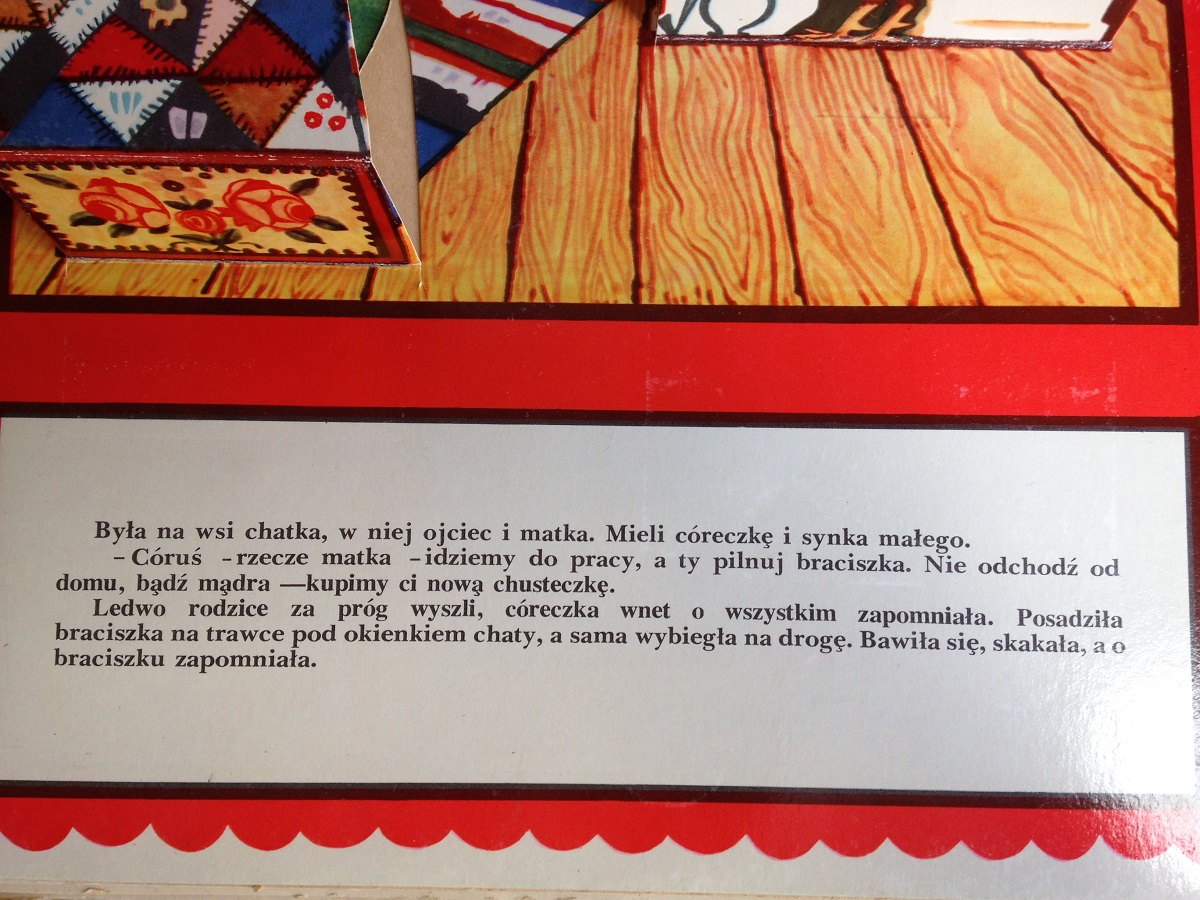 Była na wsi chatka, w niej ojciec i matka. Mieli córeczkę i synka małego.
– Córuś – rzecze matka – idziemy do pracy, a ty pilnuj braciszka. Nie odchodź od
domu, bądź mądra —kupimy ci nową chusteczkę.
Ledwo rodzice za próg wyszli, córeczka wnet o wszystkim zapomniała. Posadziła
braciszka na trawce pod okienkiem chaty, a sama wybiegła na drogę. Bawiła się, skakała, a o
braciszku zapomniała.